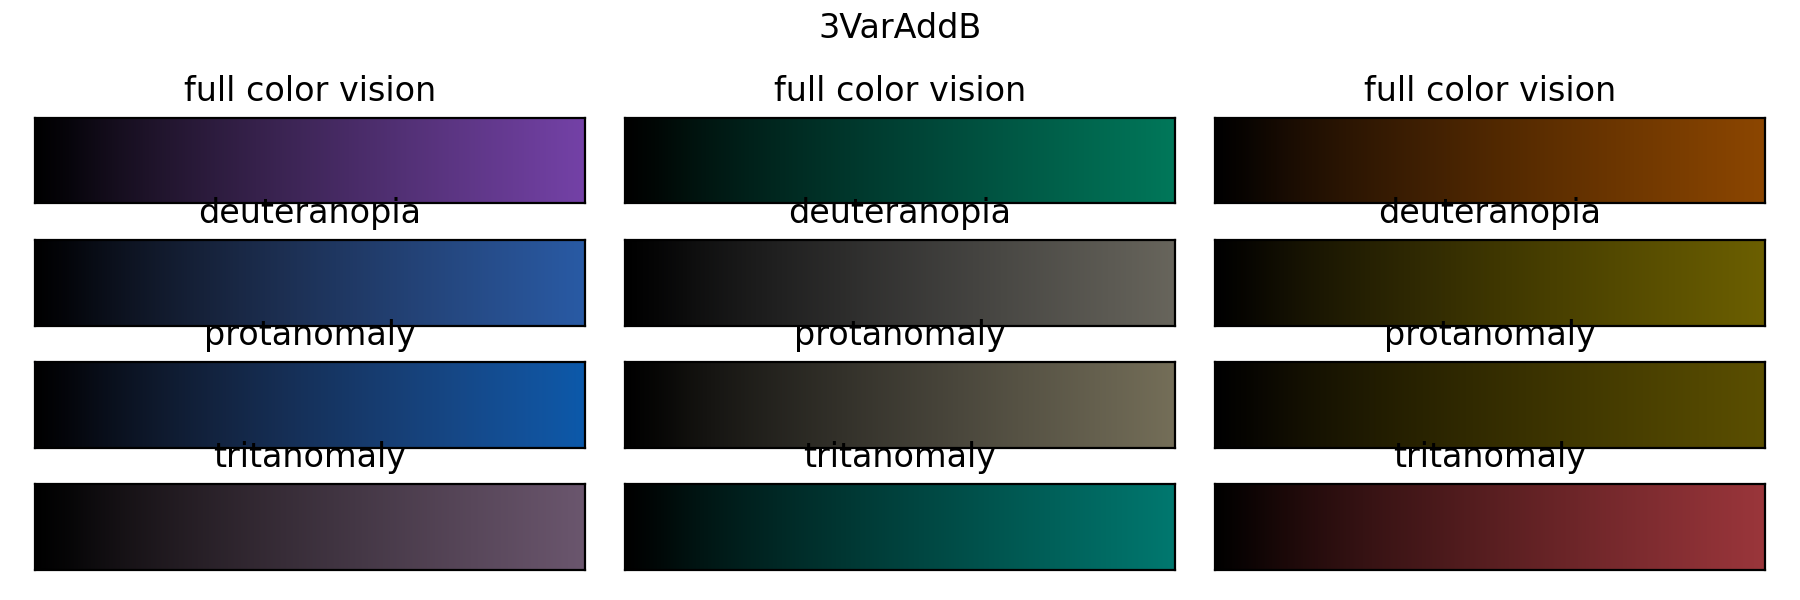 3VarAddB
full color vision full color vision full color vision
deuteranopia deuteranopia deuteranopia
protanomaly protanomaly protanomaly
tritanomaly tritanomaly tritanomaly